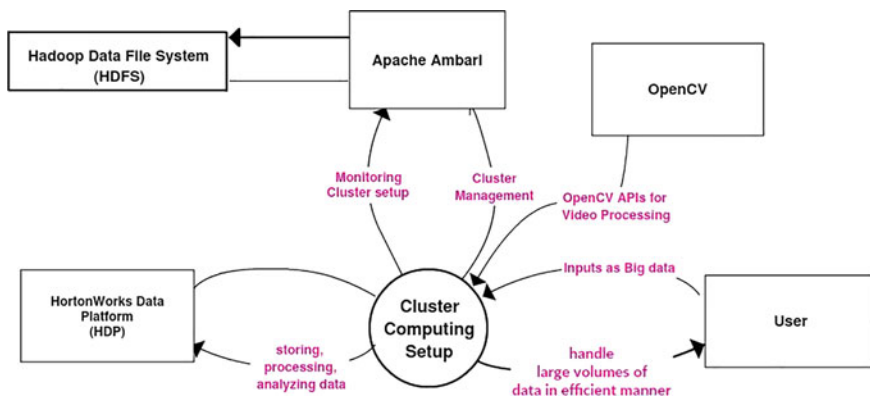 Hadoop Data File System
(HDFS)
Apache Ambarl
OpenCV
Monitoring
Cluster setup
Cluster
Management
OpenCV APIs for
Video Processing
Inputs as Big data
HortonWorks Data
Platform
(HDP)
Cluster
Computing
Setup
User
storing,
processing,
analyzing data
handle
large volumes of
data in efficient manner